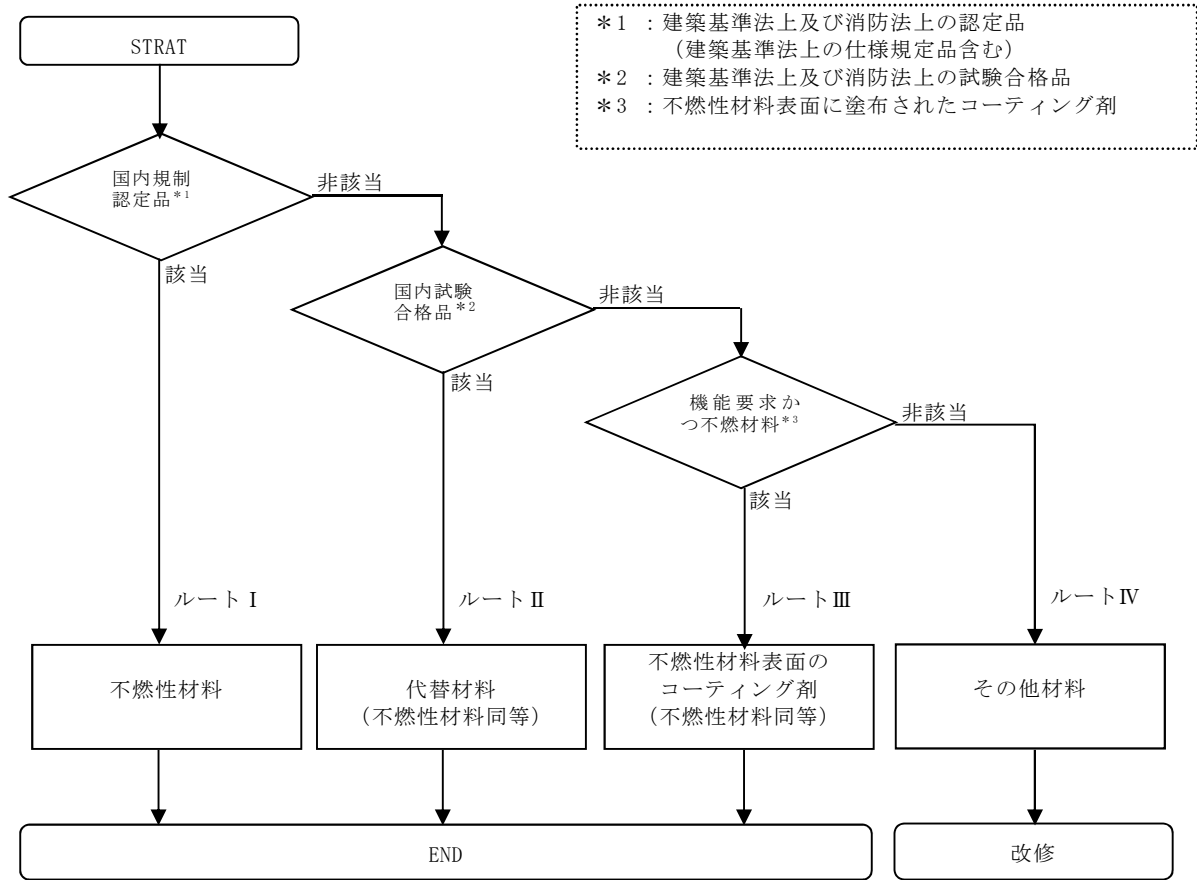 STRAT
*1 :建築基準法上及び消防法上の認定品
(建築基準法上の仕様規定品含む)
*2 :建築基準法上及び消防法上の試験合格品
*3 :不燃性材料表面に塗布されたコーティング剤
国内規制
認定品*1
非該当
該当
国内試験
合格品*2
非該当
該当
機能要求か
つ不燃材料*3
非該当
該当
ルートⅠ
ルートⅡ
ルートⅢ
ルートⅣ
不燃性材料
代替材料
(不燃性材料同等)
不燃性材料表面の
コーティング剤
(不燃性材料同等)
その他材料
END
改修